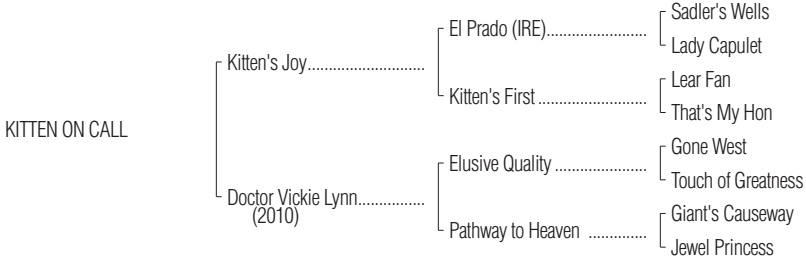 Sadler's Wells
El Prado (IRE)........................
Lady Capulet
Kitten's Joy............................
Lear Fan
Kitten's First ..........................
That's My Hon
KITTEN ON CALL
Gone West
Elusive Quality ......................
Touch of Greatness
Doctor Vickie Lynn................
(2010)
Giant's Causeway
Pathway to Heaven ..............
Jewel Princess